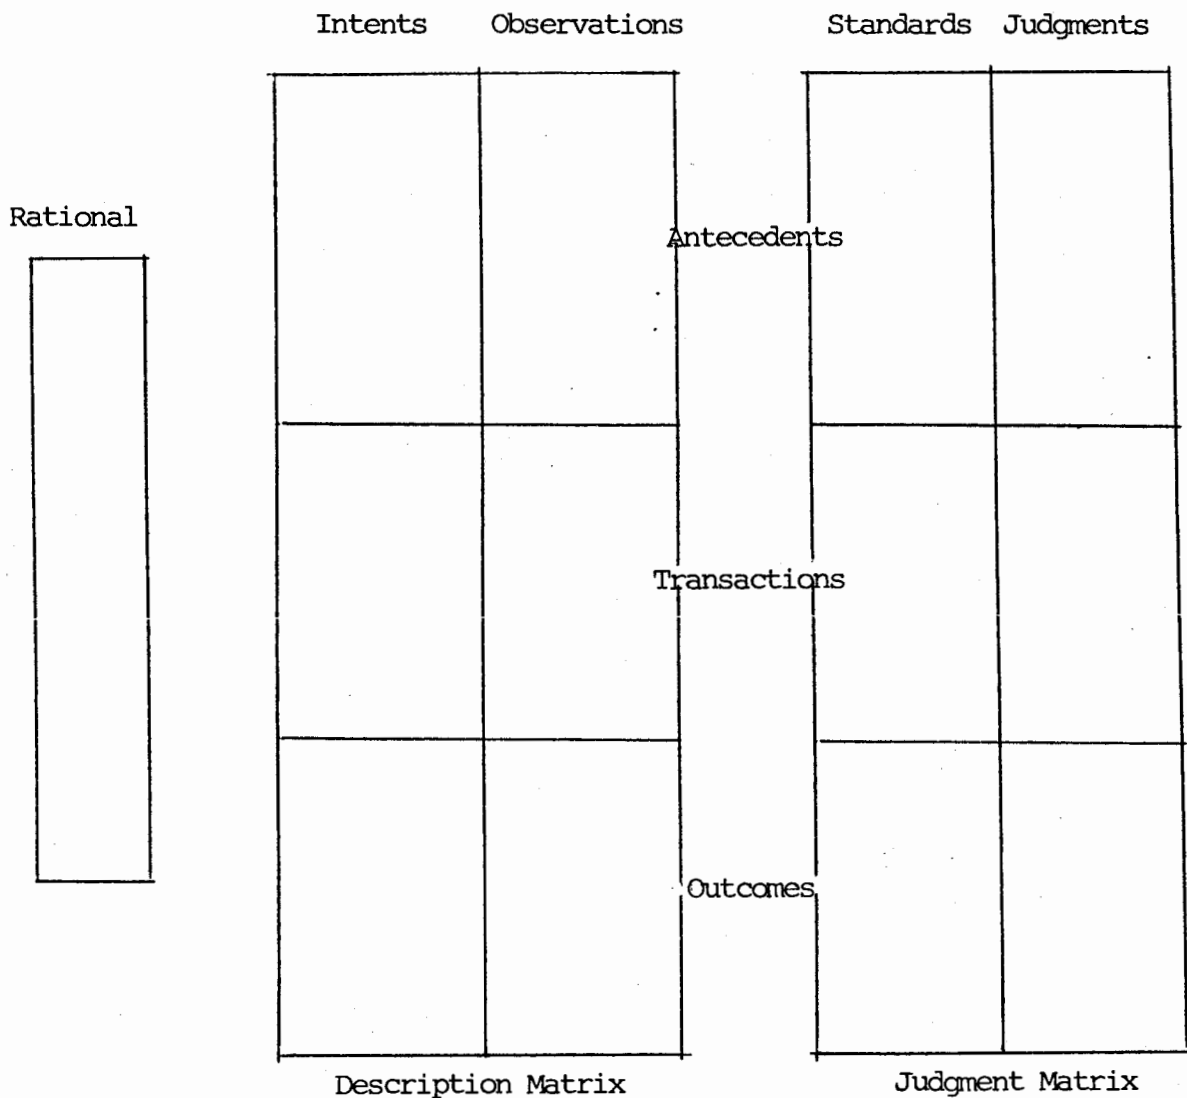 Intents Observations Standards Judgments
Rational
Antecedents
Transactions
Outcomes
Description Matrix Judgment Matrix